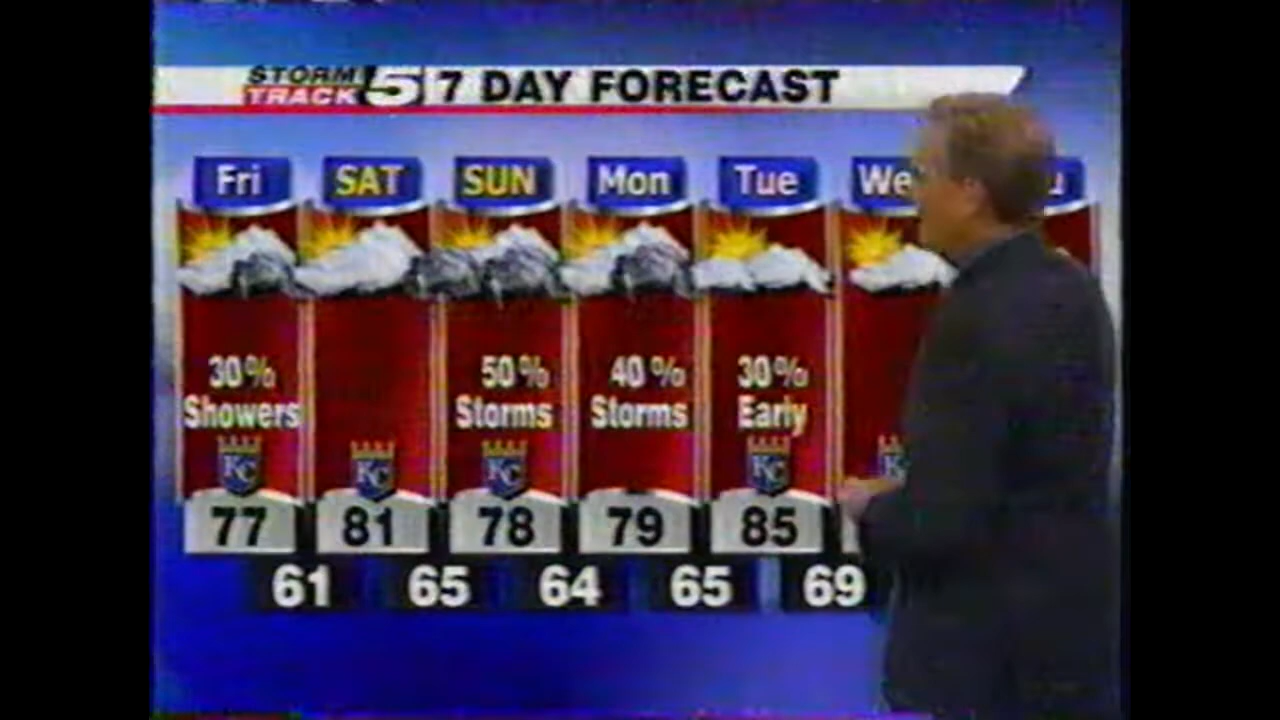 STORM TRACK 5 7 DAY FORECAST
Fri SAT SUN Mon Tue We u
30% 50% 40% 30%
Showers Storms Storms Early
KC KC KC KC K
77 81 78 79 85
61 65 64 65 69